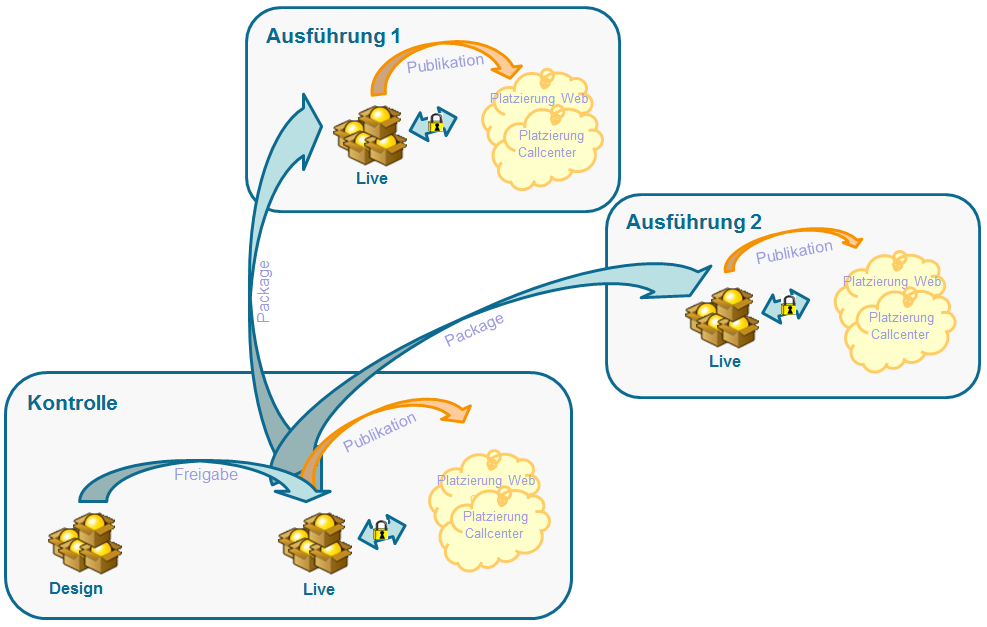 Ausführung 1
Publikation
Platzierung Web
Platzierung
Callcenter
Live
Ausführung 2
Publikation
Platzierung Web
Platzierung
Callcenter
Live
Package
Package
Kontrolle
Publikation
Freigabe
Platzierung Web
Platzierung
Callcenter
Design
Live